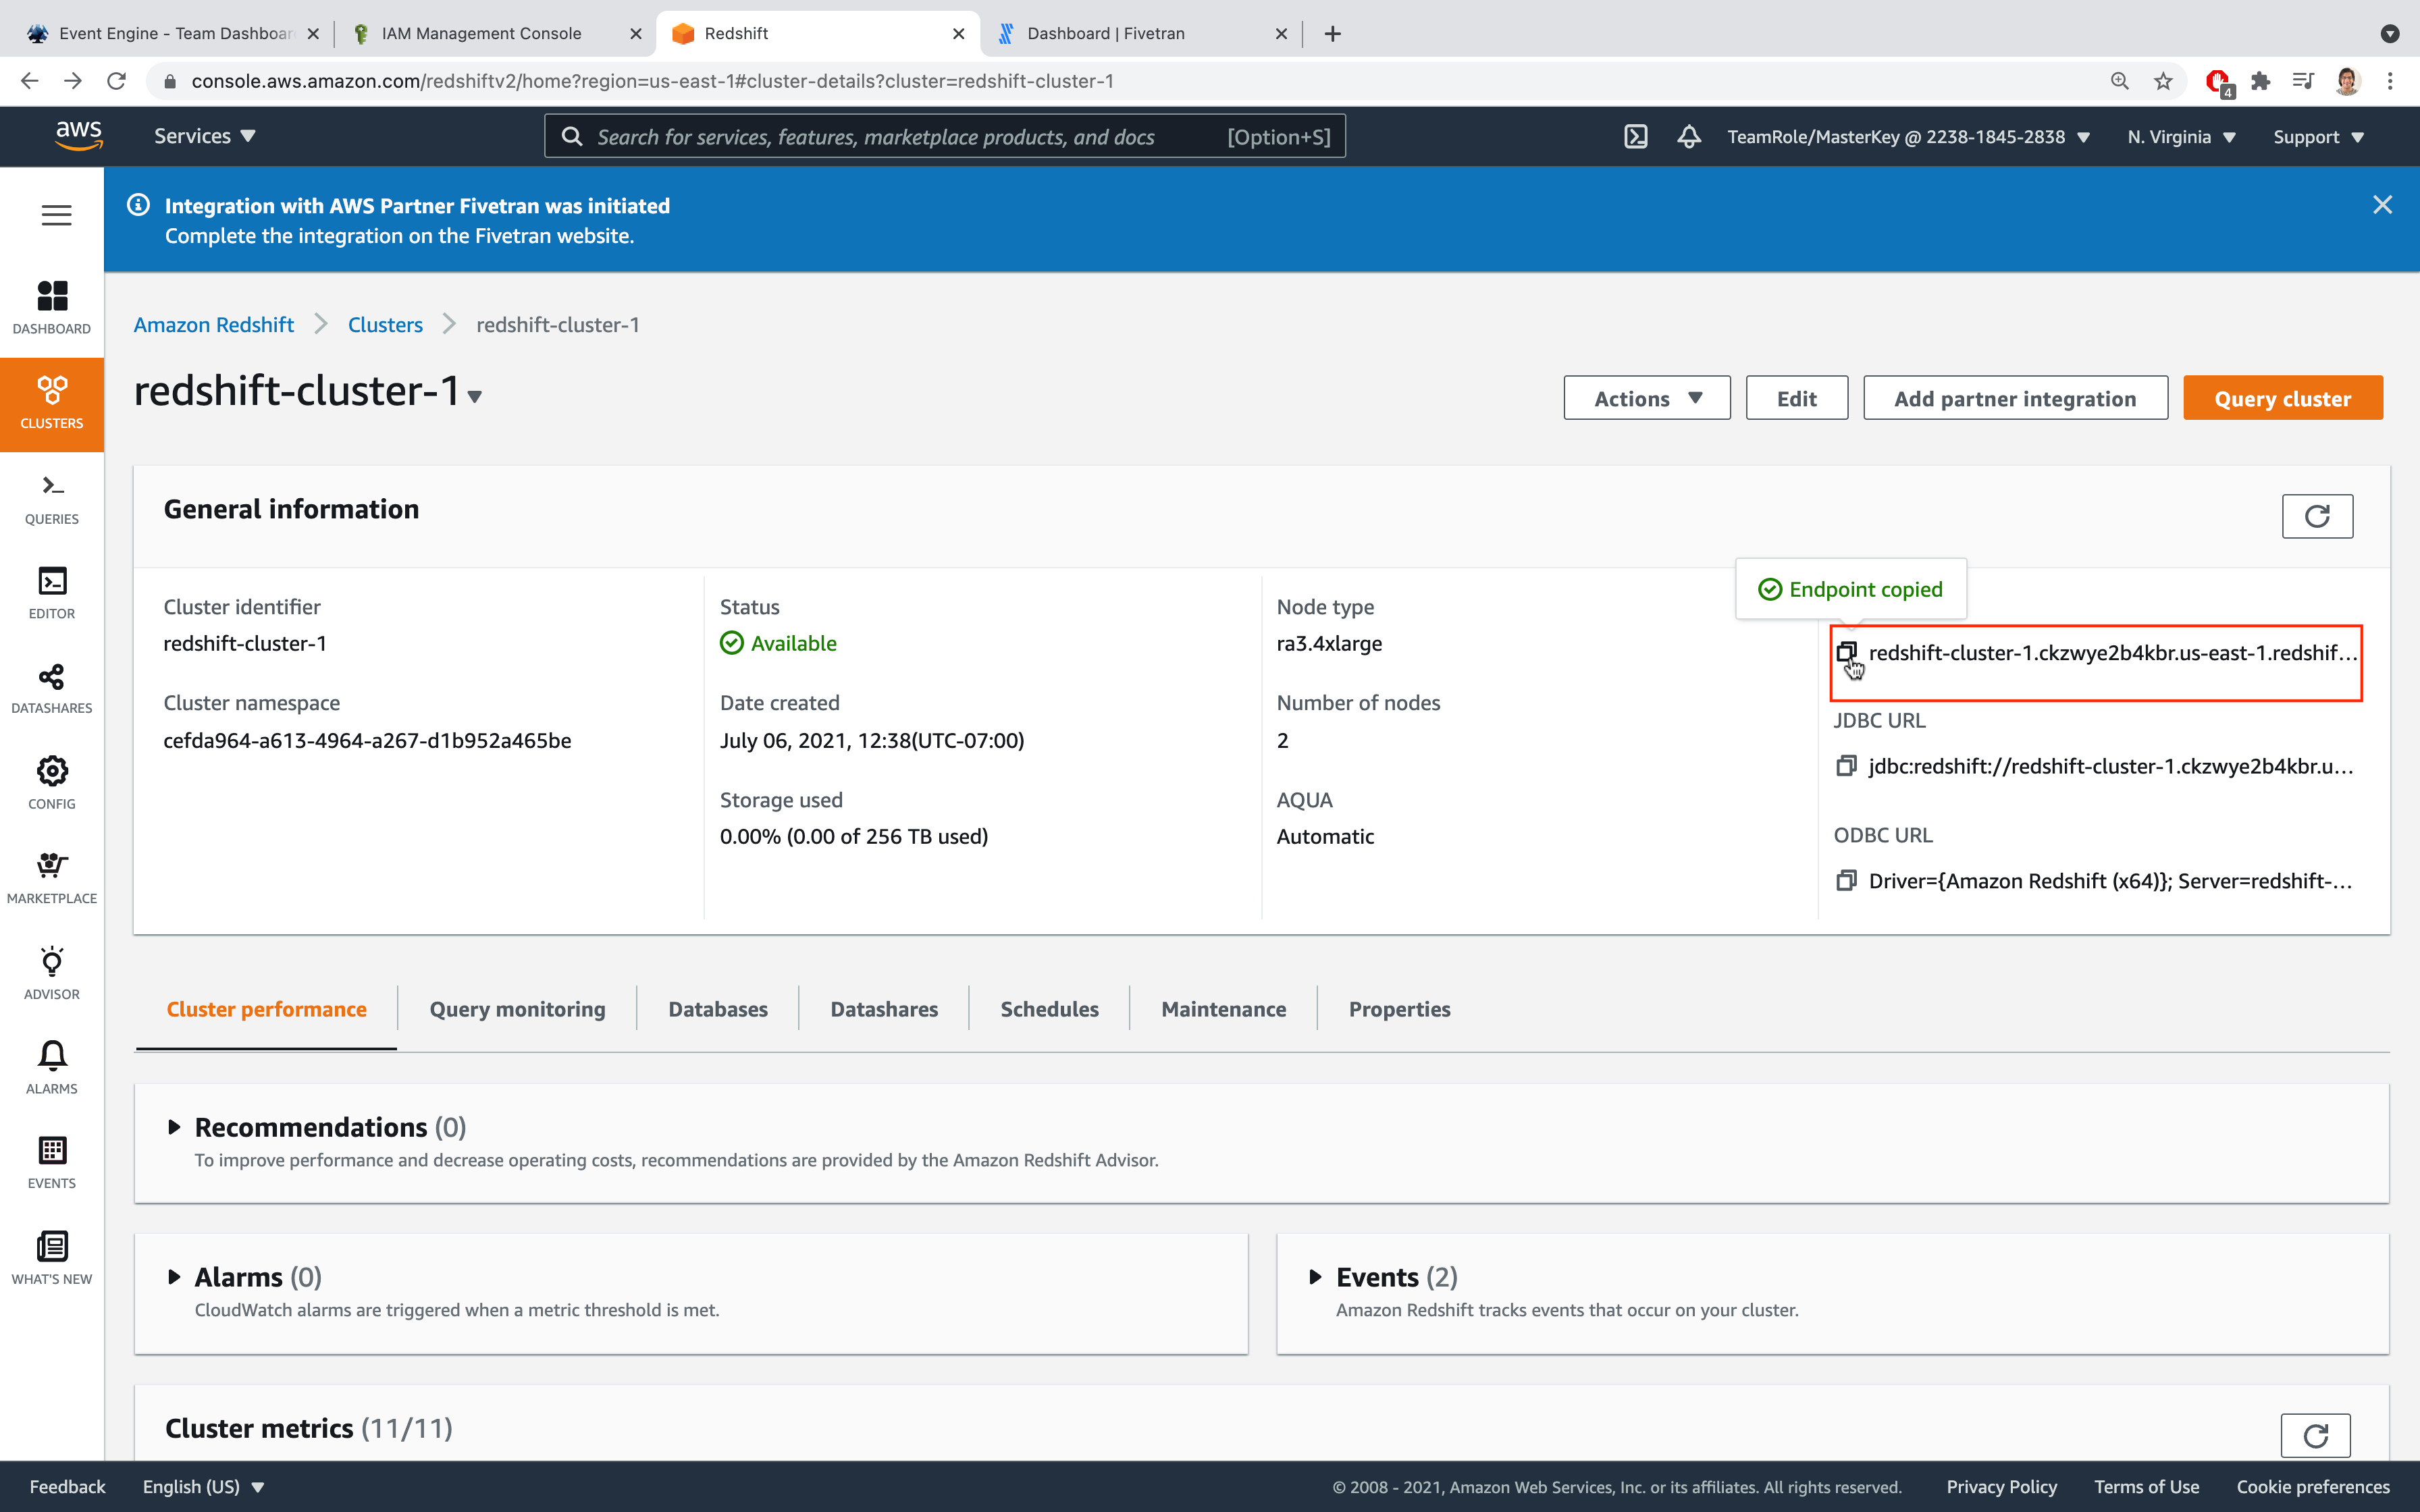 Event Engine - Team Dashboar
IAM Management Console
Redshift
Dashboard | Fivetran
console.aws.amazon.com/redshiftv2/home?region=us-east-1#cluster-details?cluster=redshift-cluster-1
4
aws
Services
Search for services, features, marketplace products, and docs
[Option+S]
TeamRole/MasterKey @ 2238-1845-2838
N. Virginia
Support
Integration with AWS Partner Fivetran was initiated
Complete the integration on the Fivetran website.
DASHBOARD
CLUSTERS
QUERIES
EDITOR
DATASHARES
CONFIG
MARKETPLACE
ADVISOR
ALARMS
EVENTS
WHAT'S NEW
Amazon Redshift
Clusters
redshift-cluster-1
redshift-cluster-1
Actions
Edit
Add partner integration
Query cluster
General information
Cluster identifier
redshift-cluster-1
Cluster namespace
cefda964-a613-4964-a267-d1b952a465be
Status
Available
Date created
July 06, 2021, 12:38(UTC-07:00)
Storage used
0.00% (0.00 of 256 TB used)
Node type
ra3.4xlarge
Number of nodes
2
AQUA
Automatic
Endpoint copied
redshift-cluster-1.ckzwye2b4kbr.us-east-1.redshif...
JDBC URL
jdbc:redshift://redshift-cluster-1.ckzwye2b4kbr.u...
ODBC URL
Driver={Amazon Redshift (x64)}; Server=redshift-...
Cluster performance
Query monitoring
Databases
Datashares
Schedules
Maintenance
Properties
Recommendations (0)
To improve performance and decrease operating costs, recommendations are provided by the Amazon Redshift Advisor.
Alarms (0)
CloudWatch alarms are triggered when a metric threshold is met.
Events (2)
Amazon Redshift tracks events that occur on your cluster.
Cluster metrics (11/11)
Feedback
English (US)
© 2008 - 2021, Amazon Web Services, Inc. or its affiliates. All rights reserved.
Privacy Policy
Terms of Use
Cookie preferences